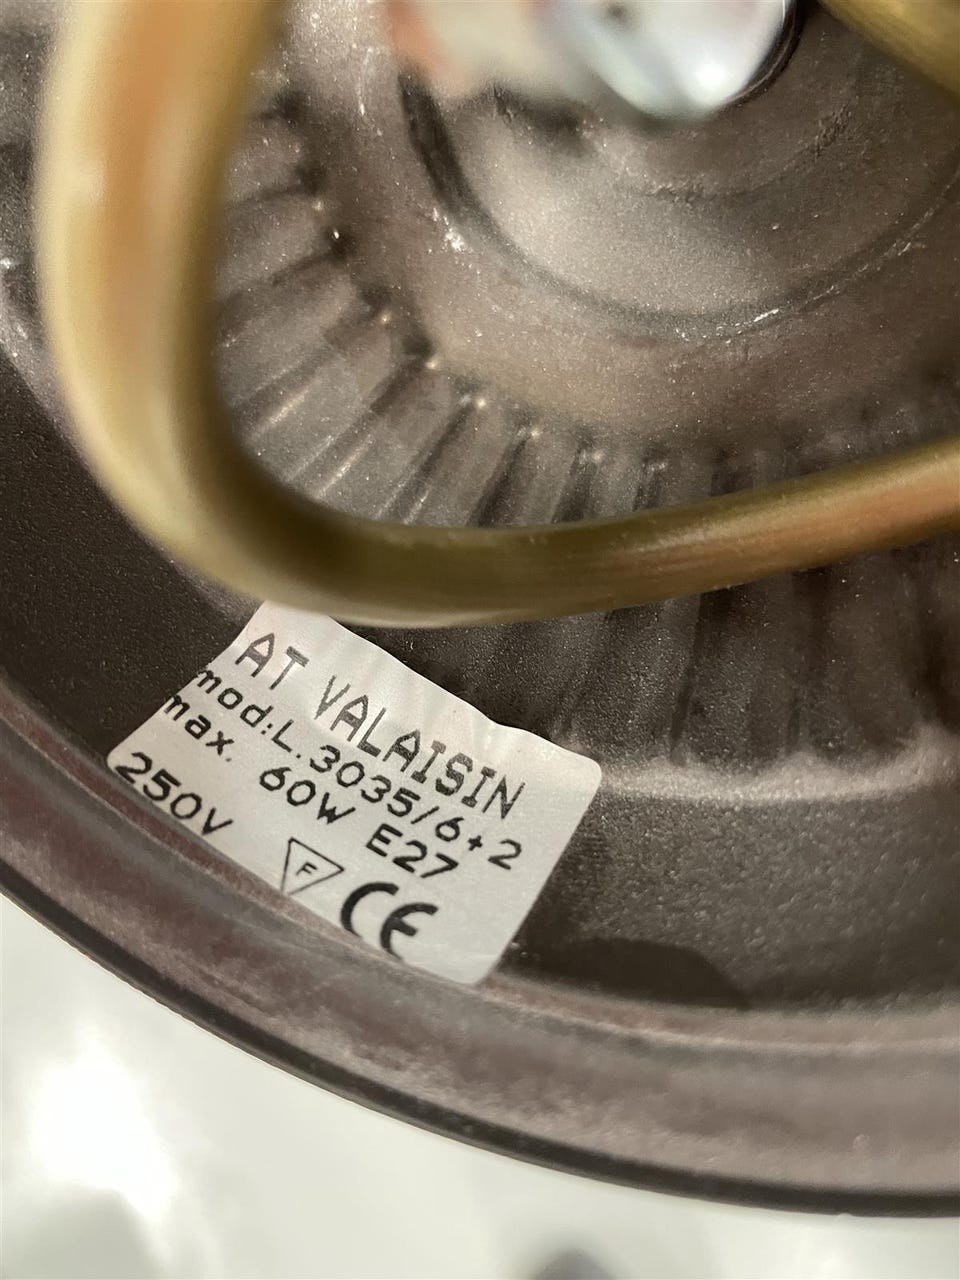 AT VALAISIN
mod:L.3035/6+2
max. 60W E27
250V
F CE